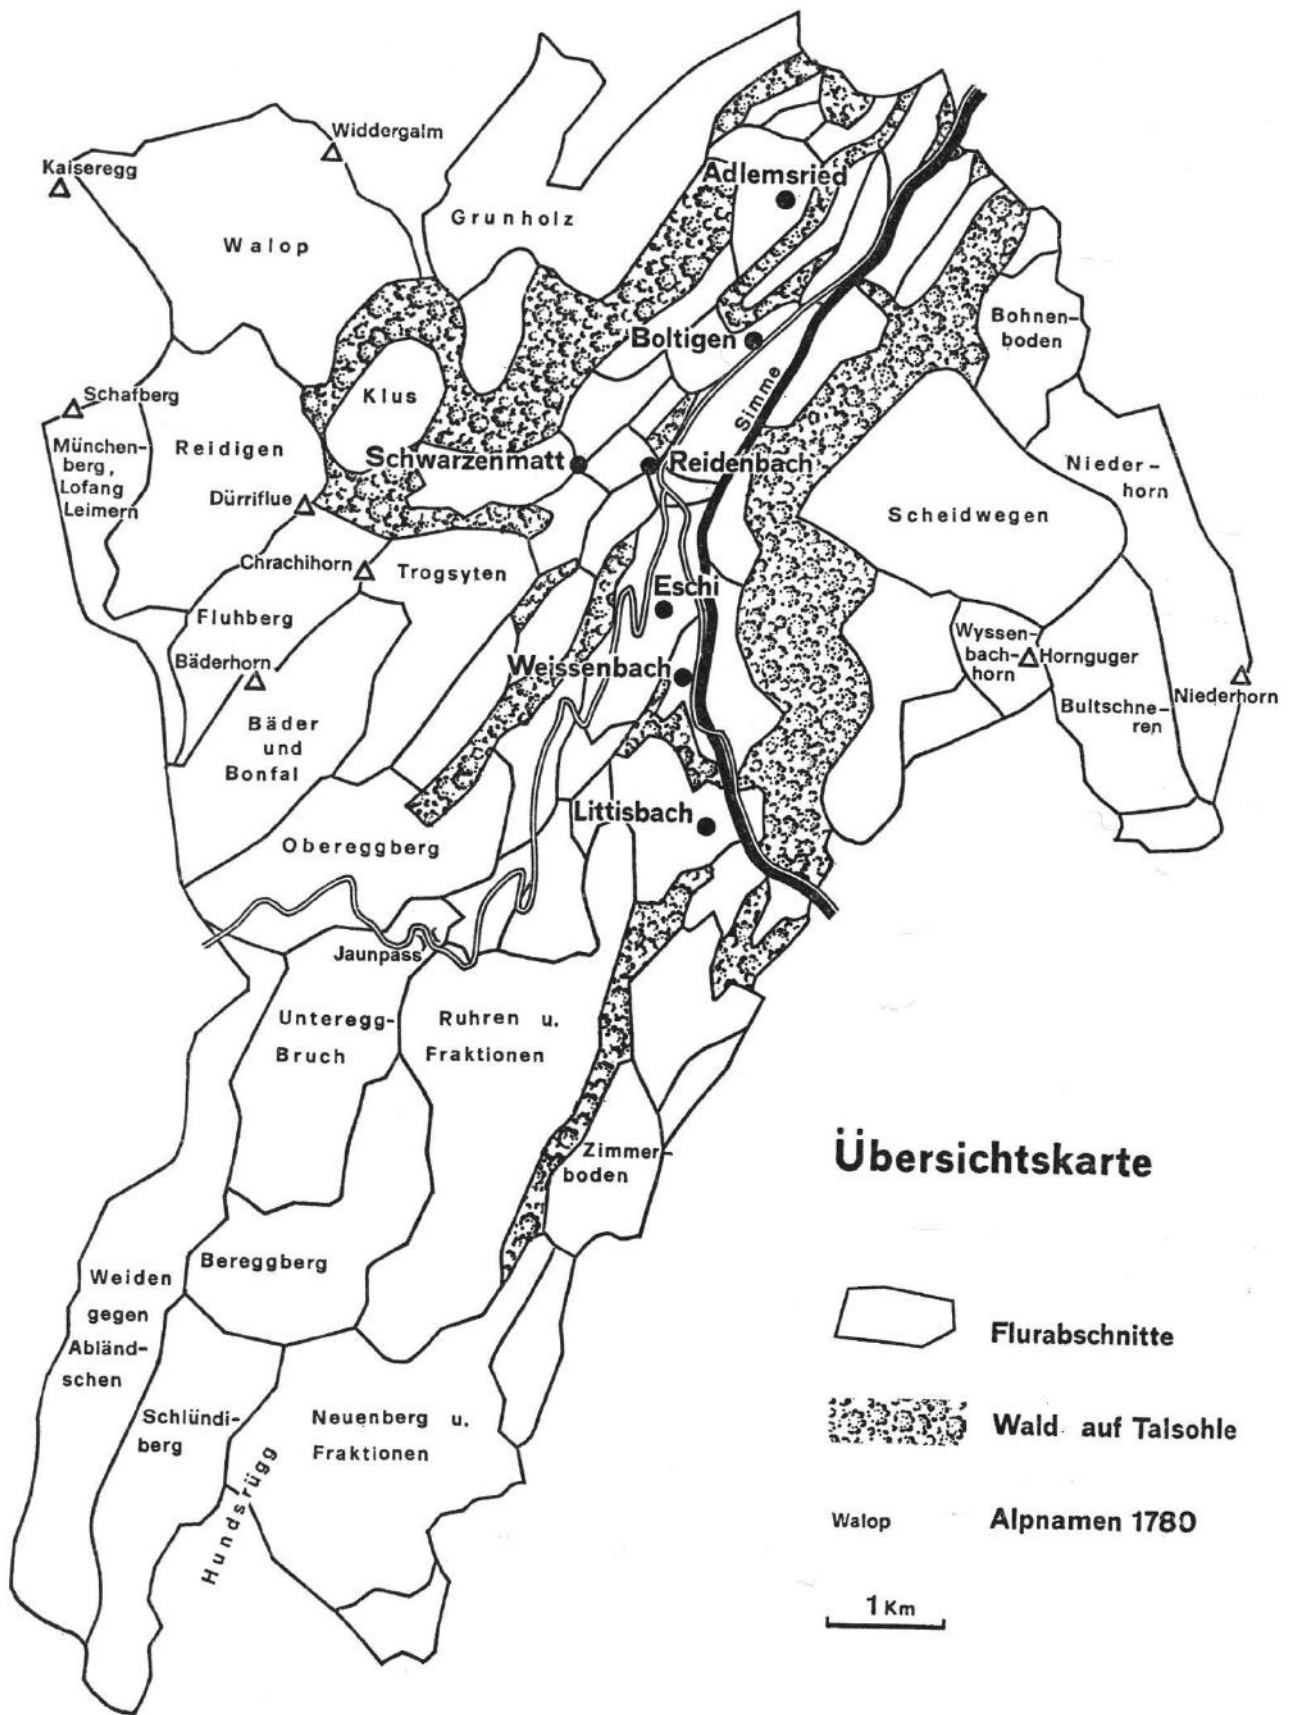 Widdergalm
Kaiseregg
Adlemsried
Grunholz
Walop
Bohnen-
boden
Boltigen
Simme
Schafberg
Klus
München-
berg,
Lofang
Leimern
Reidigen
Schwarzenmatt
Reidenbach
Nieder-
horn
Dürriflue
Scheidwegen
Chrachihorn
Trogsyten
Eschi
Fluhberg
Wyssen-
bach-
horn
Hornguger
Bäderhorn
Weissenbach
Niederhorn
Bultschne-
ren
Bäder
und
Bonfal
Littisbach
Obereggberg
Jaunpass
Unteregg-
Bruch
Ruhren u.
Fraktionen
Zimmer-
boden
Übersichtskarte
Bereggberg
Weiden
gegen
Abländ-
schen
Flurabschnitte
Schlündi-
berg
Neuenberg u.
Fraktionen
Hundsrügg
Wald auf Talsohle
Walop
Alpnamen 1780
1 Km